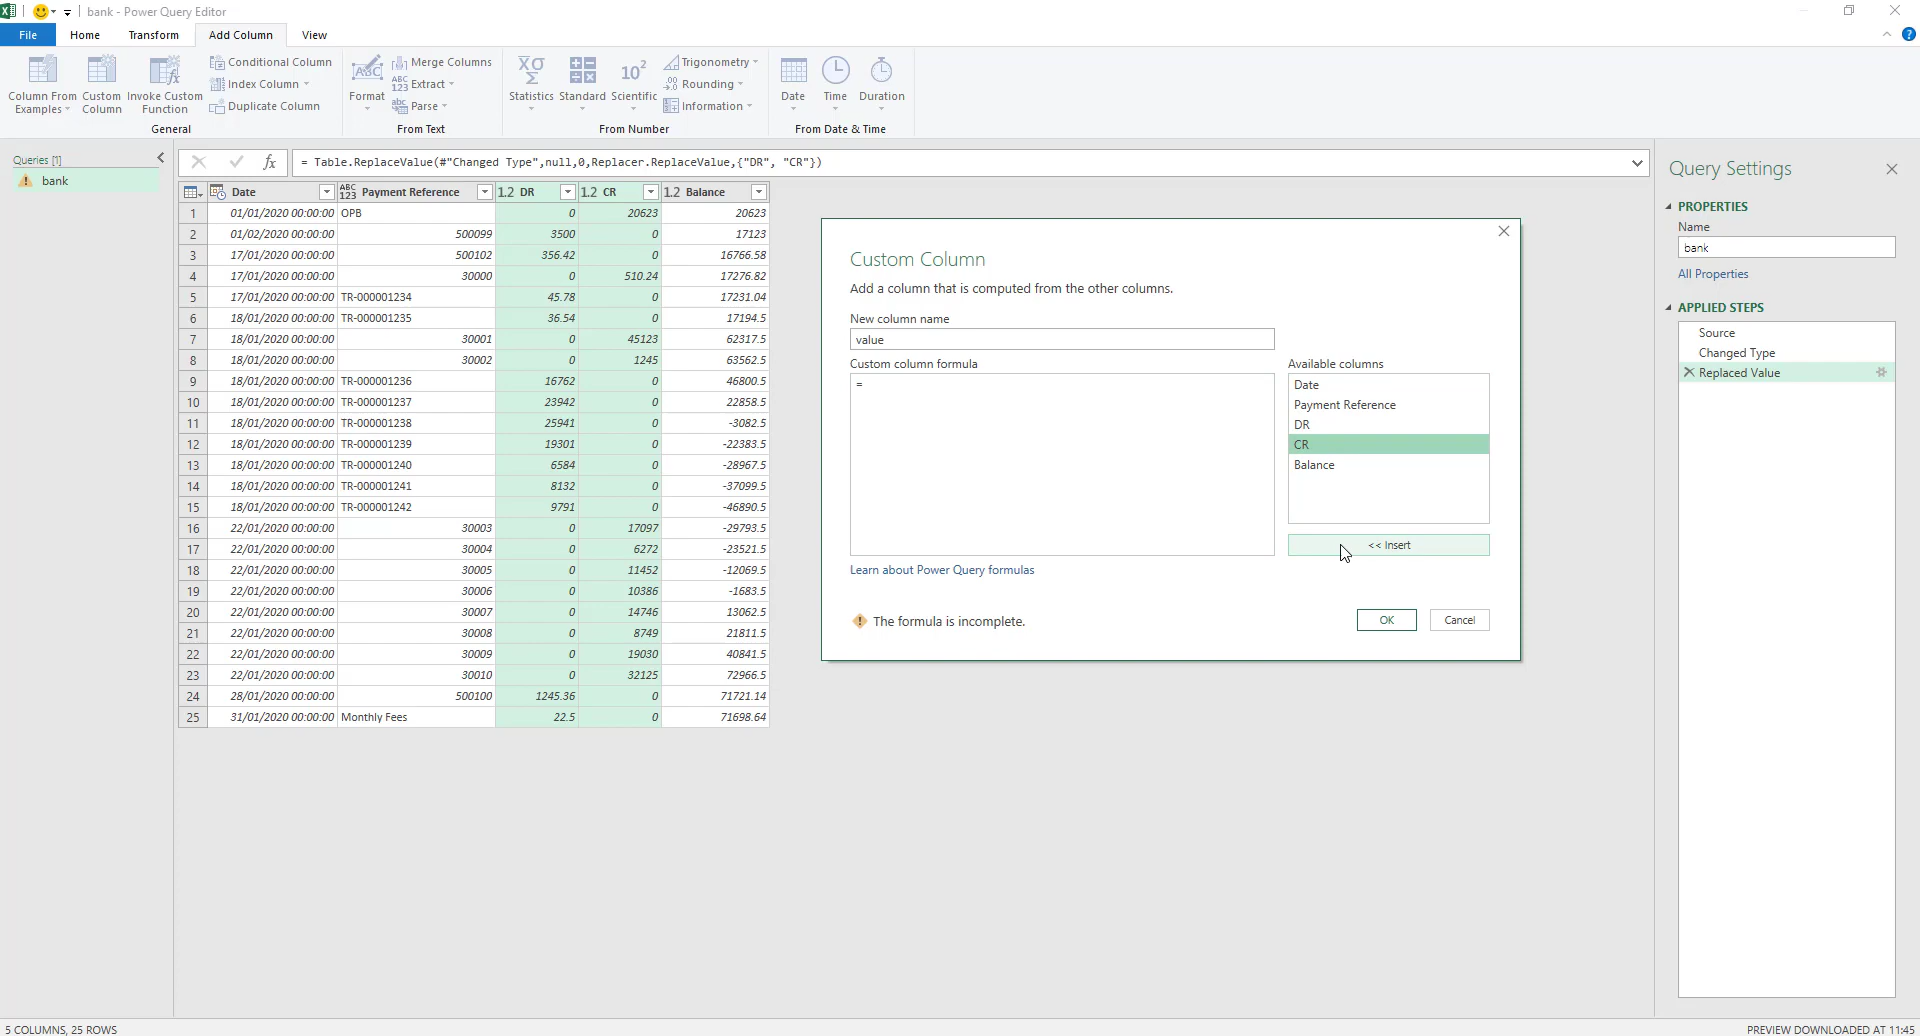 bank - Power Query Editor
File Home Transform Add Column View
Column From Examples
Custom Column
Invoke Custom Function
Conditional Column
Index Column
Duplicate Column
General
ABC Format
Merge Columns
ABC 123 Extract
abc Parse
From Text
XΣσ Statistics
Standard
10² Scientific
Trigonometry
.00 Rounding
Information
From Number
Date
Time
Duration
From Date & Time
Queries [1]
bank
fx = Table.ReplaceValue(#"Changed Type",null,0,Replacer.ReplaceValue,{"DR", "CR"})
Date ABC 123 Payment Reference 1.2 DR 1.2 CR 1.2 Balance
1 01/01/2020 00:00:00 OPB 0 20623 20623
2 01/02/2020 00:00:00 500099 3500 0 17123
3 17/01/2020 00:00:00 500102 356.42 0 16766.58
4 17/01/2020 00:00:00 30000 0 510.24 17276.82
5 17/01/2020 00:00:00 TR-000001234 45.78 0 17231.04
6 18/01/2020 00:00:00 TR-000001235 36.54 0 17194.5
7 18/01/2020 00:00:00 30001 0 45123 62317.5
8 18/01/2020 00:00:00 30002 0 1245 63562.5
9 18/01/2020 00:00:00 TR-000001236 16762 0 46800.5
10 18/01/2020 00:00:00 TR-000001237 23942 0 22858.5
11 18/01/2020 00:00:00 TR-000001238 25941 0 -3082.5
12 18/01/2020 00:00:00 TR-000001239 19301 0 -22383.5
13 18/01/2020 00:00:00 TR-000001240 6584 0 -28967.5
14 18/01/2020 00:00:00 TR-000001241 8132 0 -37099.5
15 18/01/2020 00:00:00 TR-000001242 9791 0 -46890.5
16 22/01/2020 00:00:00 30003 0 17097 -29793.5
17 22/01/2020 00:00:00 30004 0 6272 -23521.5
18 22/01/2020 00:00:00 30005 0 11452 -12069.5
19 22/01/2020 00:00:00 30006 0 10386 -1683.5
20 22/01/2020 00:00:00 30007 0 14746 13062.5
21 22/01/2020 00:00:00 30008 0 8749 21811.5
22 22/01/2020 00:00:00 30009 0 19030 40841.5
23 22/01/2020 00:00:00 30010 0 32125 72966.5
24 28/01/2020 00:00:00 500100 1245.36 0 71721.14
25 31/01/2020 00:00:00 Monthly Fees 22.5 0 71698.64
Custom Column
Add a column that is computed from the other columns.
New column name
value
Custom column formula
=
Available columns
Date
Payment Reference
DR
CR
Balance
<< Insert
Learn about Power Query formulas
The formula is incomplete.
OK Cancel
Query Settings
PROPERTIES
Name
bank
All Properties
APPLIED STEPS
Source
Changed Type
Replaced Value
5 COLUMNS, 25 ROWS
PREVIEW DOWNLOADED AT 11:45